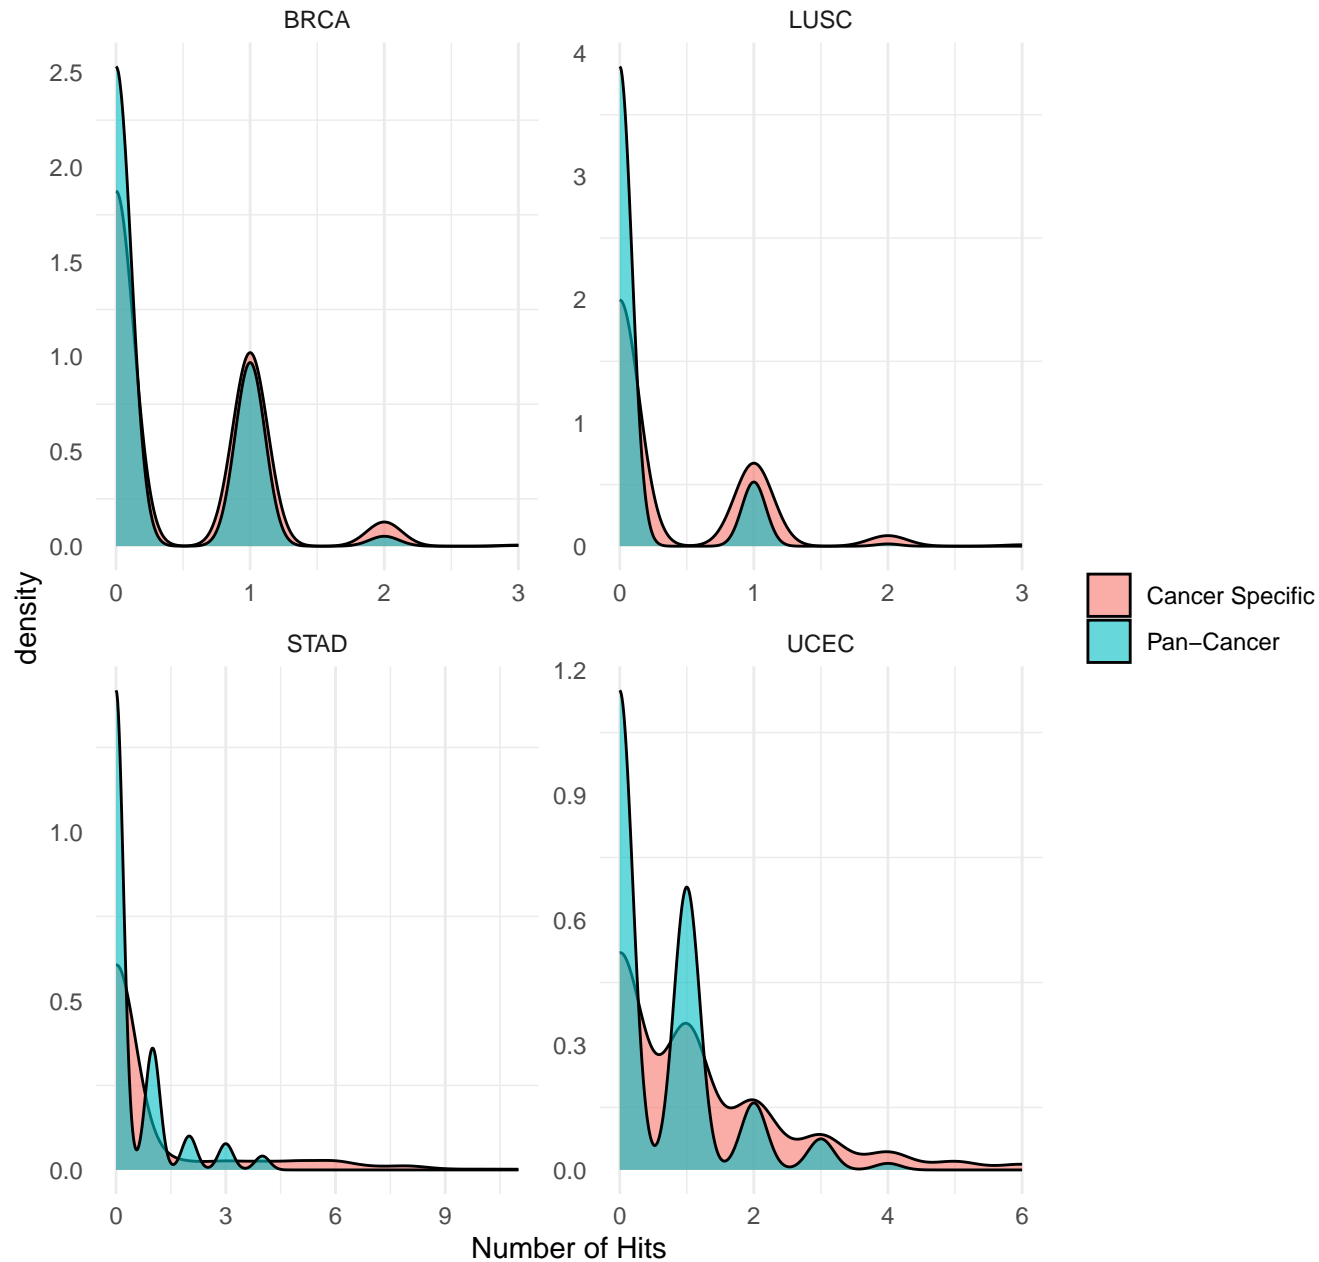 BRCA
LUSC
2.5
2.0
1.5
1.0
0.5
0.0
4
3
2
1
0
0 1 2 3
0 1 2 3
density
Cancer Specific
Pan−Cancer
STAD
UCEC
1.0
0.5
0.0
1.2
0.9
0.6
0.3
0.0
0 3 6 9
0 2 4 6
Number of Hits